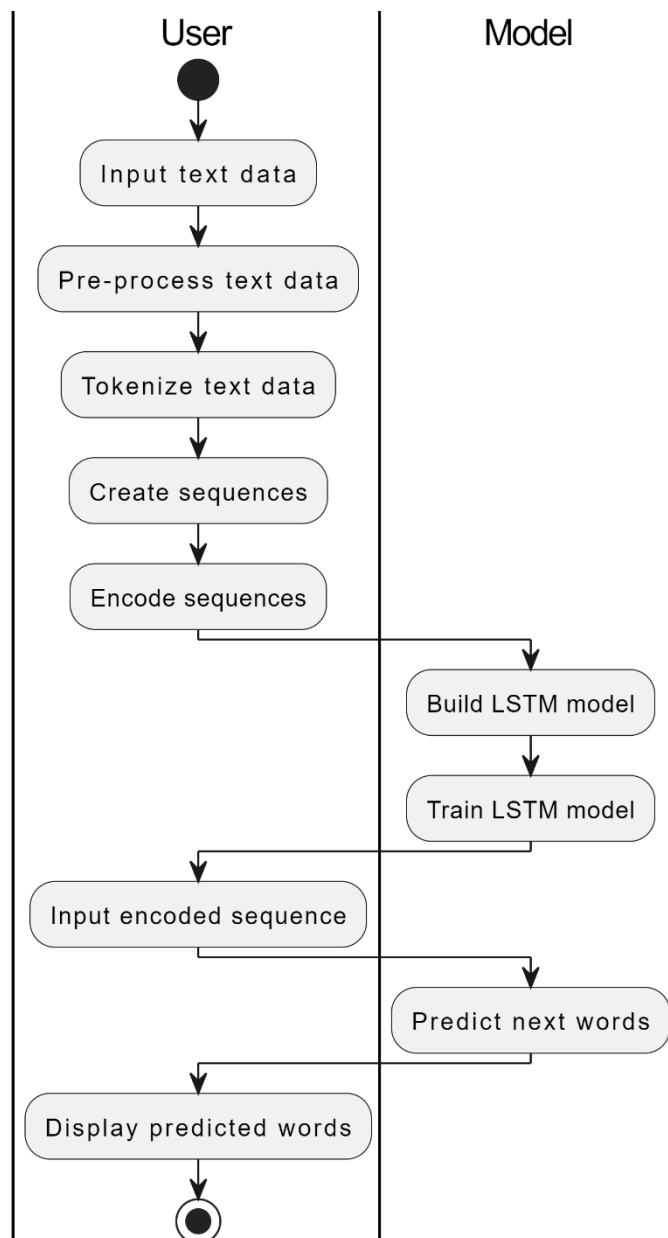 User
Model
Input text data
Pre-process text data
Tokenize text data
Create sequences
Encode sequences
Build LSTM model
Train LSTM model
Input encoded sequence
Predict next words
Display predicted words